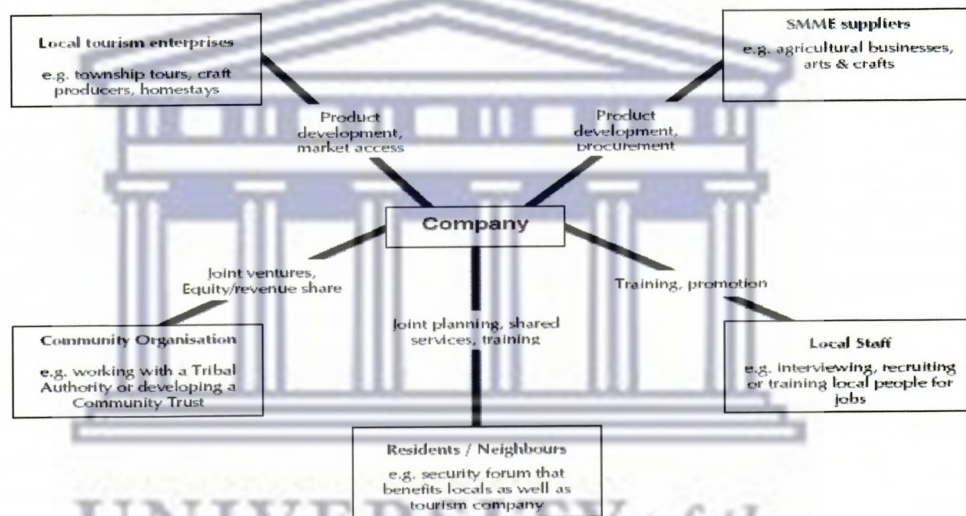 Local tourism enterprises
e.g. township tours, craft
producers, homestays
SMME suppliers
e.g. agricultural businesses,
arts & crafts
Product
development,
market access
Product
development,
procurement
Company
Joint ventures,
Equity/revenue share
Training, promotion
Joint planning, shared
services, training
Community Organisation
e.g. working with a Tribal
Authority or developing a
Community Trust
Local Staff
e.g. interviewing, recruiting
or training local people for
jobs
Residents / Neighbours
e.g. security forum that
benefits locals as well as
tourism company
UNIVERSITY of the